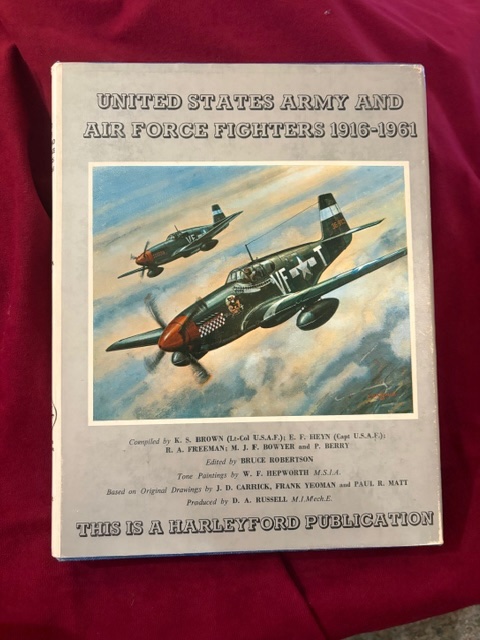 UNITED STATES ARMY AND
AIR FORCE FIGHTERS 1916-1961
VF
VF T
Compiled by K. S. BROWN (Lt-Col U.S.A.F.); E. F. HEYN (Capt U.S.A.F.);
R. A. FREEMAN; M. J. F. BOWYER and P. BERRY
Edited by BRUCE ROBERTSON
Tone Paintings by W. F. HEPWORTH M.S.I.A.
Based on Original Drawings by J. D. CARRICK, FRANK YEOMAN and PAUL R. MATT
Produced by D. A. RUSSELL M.I.Mech.E.
THIS IS A HARLEYFORD PUBLICATION